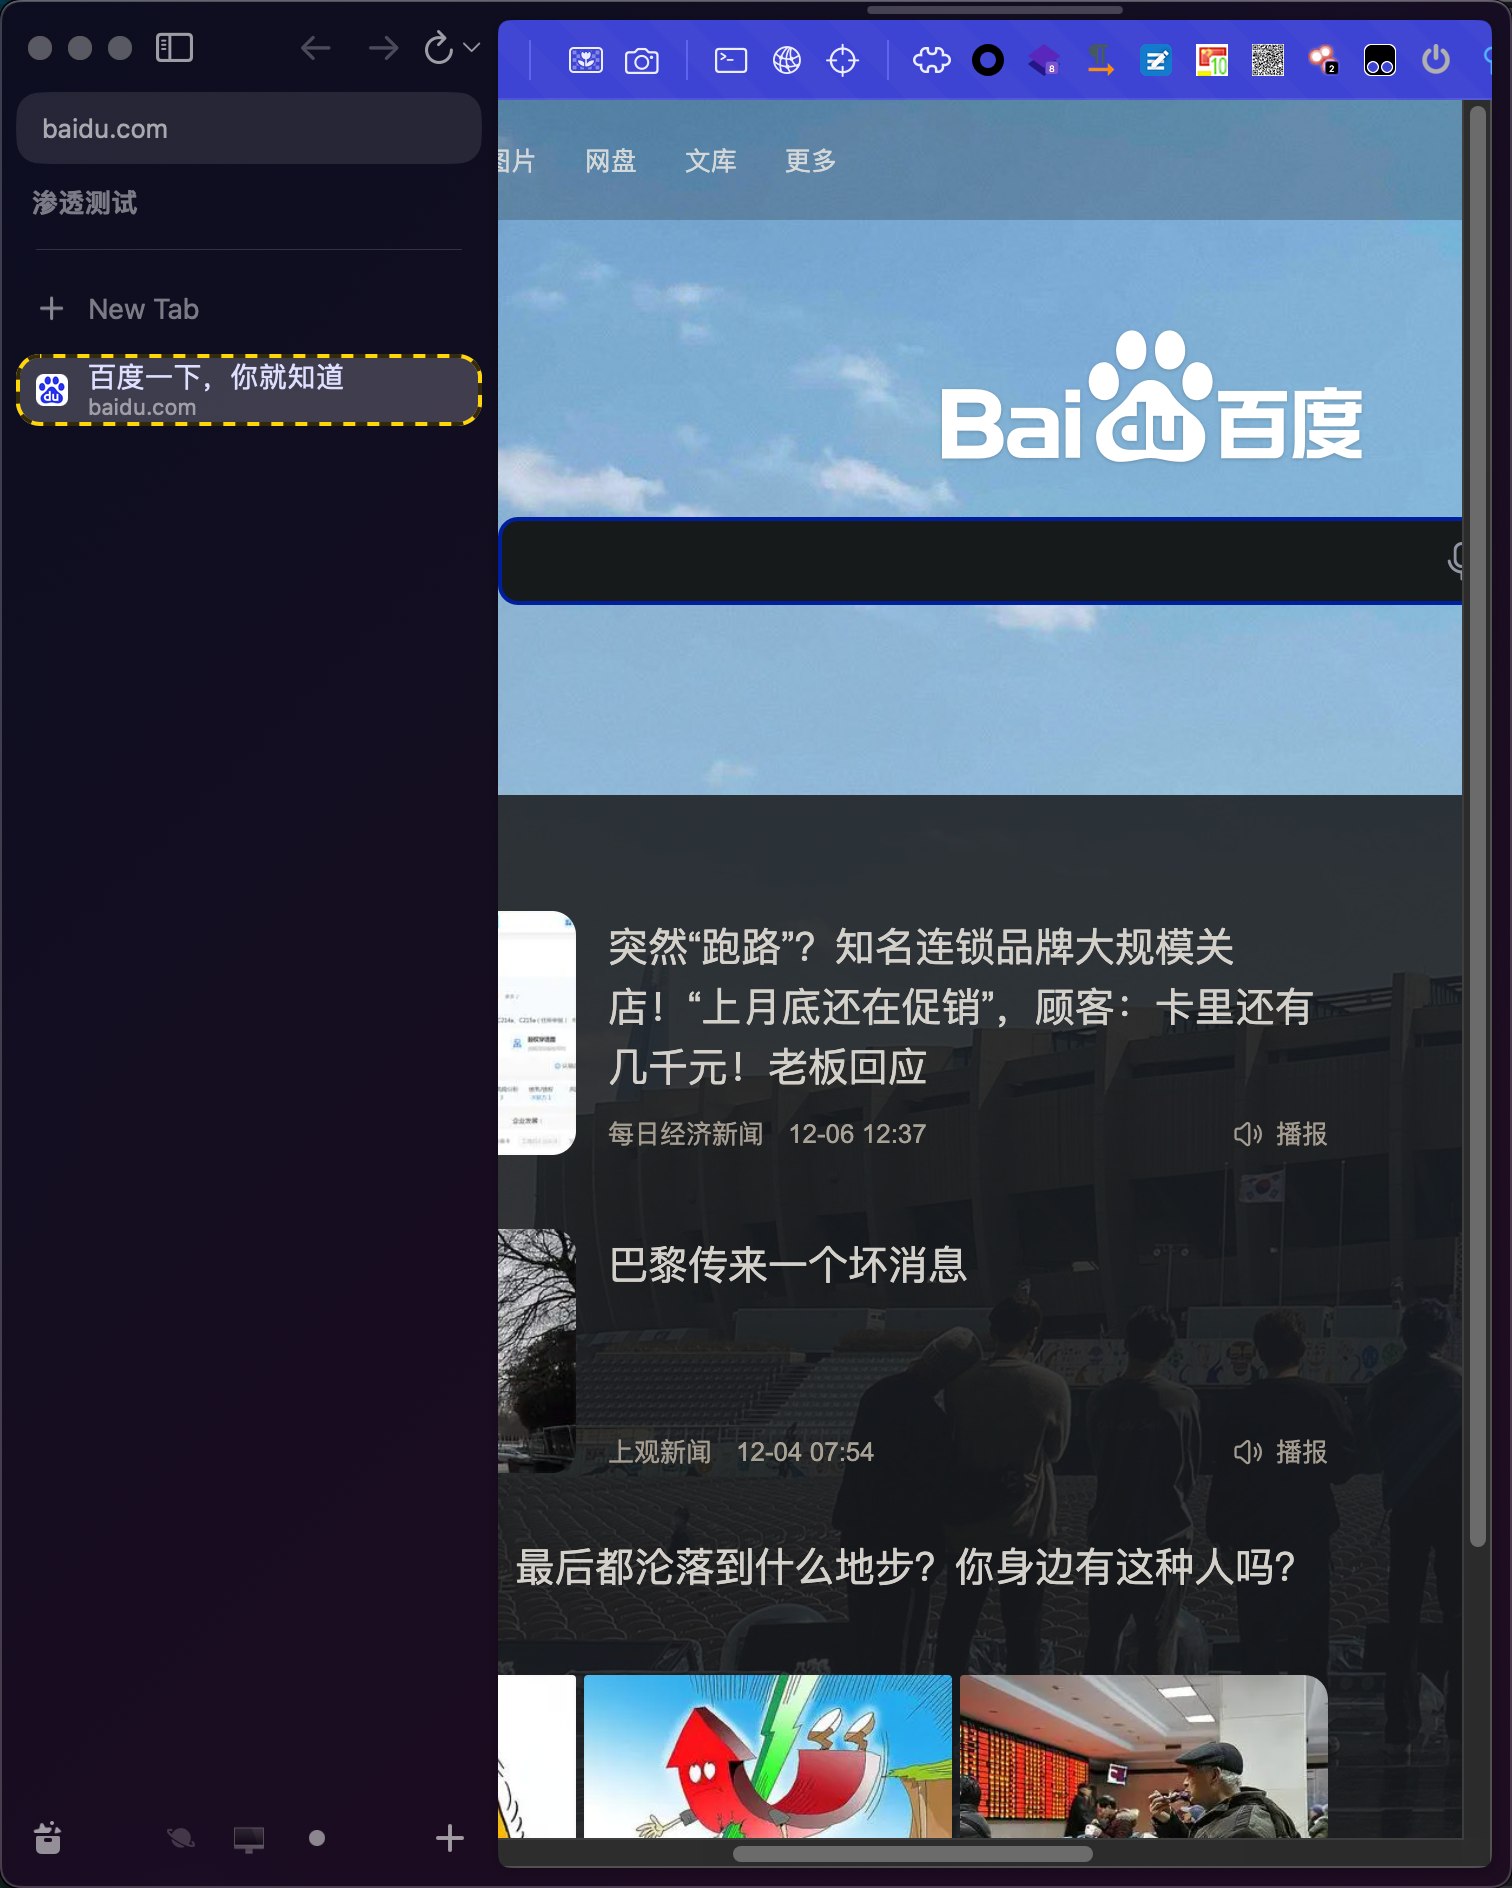 baidu.com
渗透测试
New Tab
百度一下，你就知道
baidu.com
8
10
2
图片 网盘 文库 更多
Bai du 百度
突然“跑路”？知名连锁品牌大规模关
店！“上月底还在促销”，顾客：卡里还有
几千元！老板回应
每日经济新闻 12-06 12:37 播报
巴黎传来一个坏消息
上观新闻 12-04 07:54 播报
最后都沦落到什么地步？你身边有这种人吗？